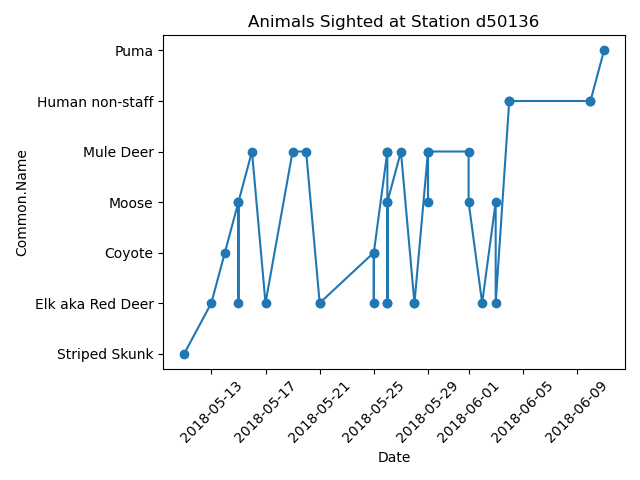 Animals Sighted at Station d50136
Common.Name
Puma
Human non-staff
Mule Deer
Moose
Coyote
Elk aka Red Deer
Striped Skunk
2018-05-13
2018-05-17
2018-05-21
2018-05-25
2018-05-29
2018-06-01
2018-06-05
2018-06-09
Date